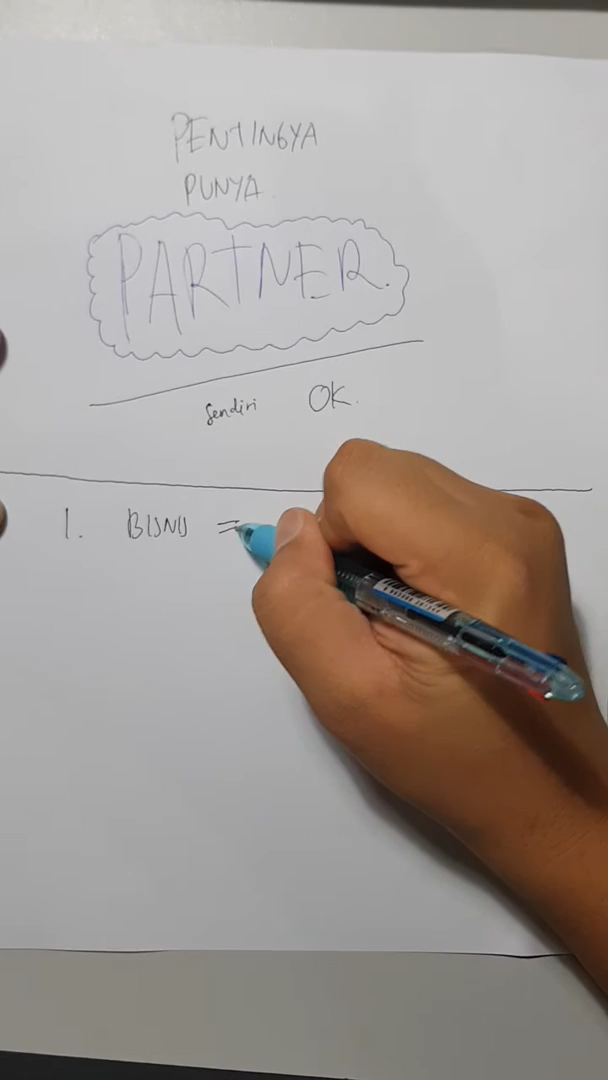 PENTINGYA
PUNYA.
PARTNER.
Sendiri OK.
1. BISNIS =